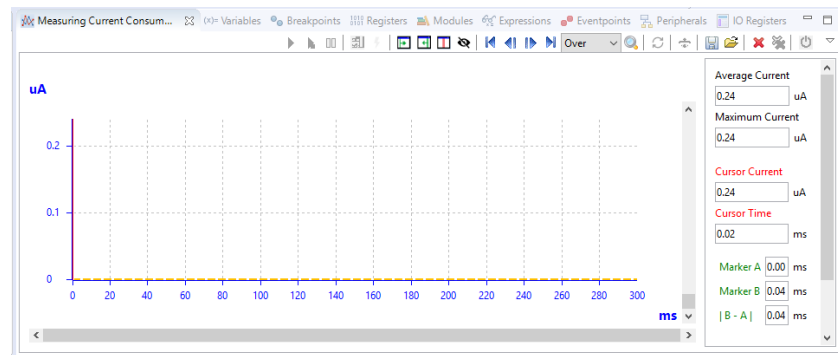 Measuring Current Consum... (x)= Variables Breakpoints Registers Modules Expressions Eventpoints Peripherals IO Registers
Over
uA
0.2
0.1
0
0 20 40 60 80 100 120 140 160 180 200 220 240 260 280 300
ms
Average Current
0.24 uA
Maximum Current
0.24 uA
Cursor Current
0.24 uA
Cursor Time
0.02 ms
Marker A 0.00 ms
Marker B 0.04 ms
| B - A | 0.04 ms